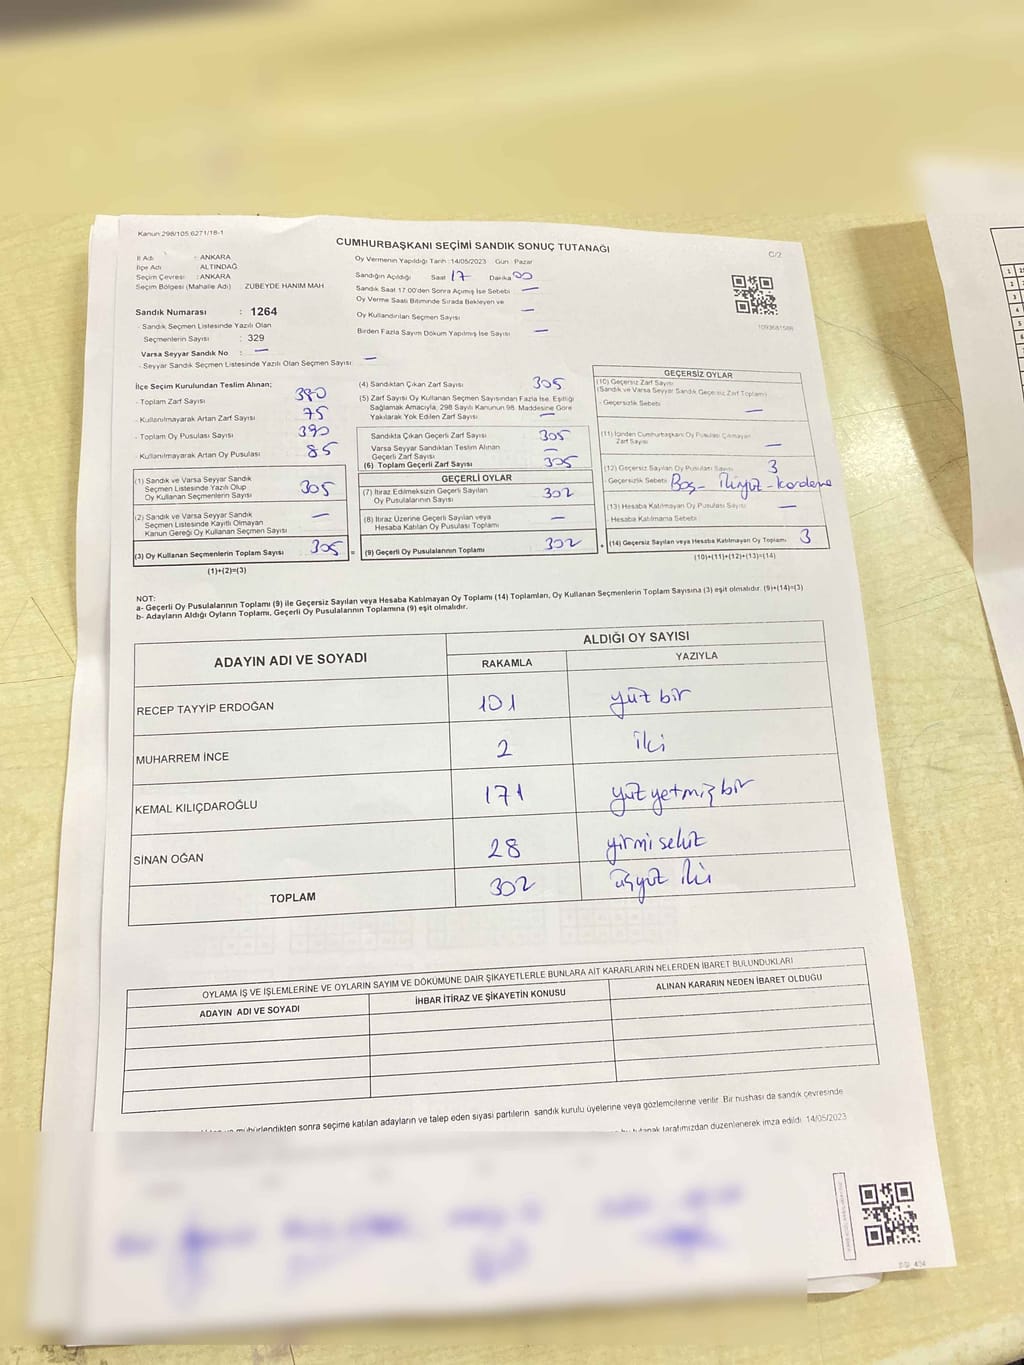 Kanun 298/105 6271/18-1
CUMHURBAŞKANI SEÇİMİ SANDIK SONUÇ TUTANAĞI
C/2
İl Adı : ANKARA
İlçe Adı : ALTINDAĞ
Seçim Çevresi : ANKARA
Seçim Bölgesi (Mahalle Adı) ZUBEYDE HANIM MAH
Sandık Numarası : 1264
Sandık Seçmen Listesinde Yazılı Olan
Seçmenlerin Sayısı : 329
Varsa Seyyar Sandık No : —
- Seyyar Sandık Seçmen Listesinde Yazılı Olan Seçmen Sayısı: —
Oy Vermenin Yapıldığı Tarih :14/05/2023 Gün : Pazar
Sandığın Açıldığı Saat 17 Dakika 00
Sandık Saat 17:00'den Sonra Açılmış İse Sebebi —
Oy Verme Saati Bitiminde Sırada Bekleyen ve
Oy Kullandırılan Seçmen Sayısı —
Birden Fazla Sayım Döküm Yapılmış İse Sayısı —
1093681588
İlçe Seçim Kurulundan Teslim Alınan;
- Toplam Zarf Sayısı 380
- Kullanılmayarak Artan Zarf Sayısı 75
- Toplam Oy Pusulası Sayısı 390
- Kullanılmayarak Artan Oy Pusulası 85
(1) Sandık ve Varsa Seyyar Sandık
Seçmen Listesinde Yazılı Olup
Oy Kullanan Seçmenlerin Sayısı 305
(2) Sandık ve Varsa Seyyar Sandık
Seçmen Listesinde Kayıtlı Olmayan
Kanun Gereği Oy Kullanan Seçmen Sayısı —
(3) Oy Kullanan Seçmenlerin Toplam Sayısı 305 =
(1)+(2)=(3)
(4) Sandıktan Çıkan Zarf Sayısı 305
(5) Zarf Sayısı Oy Kullanan Seçmen Sayısından Fazla İse, Eşitliği
Sağlamak Amacıyla, 298 Sayılı Kanunun 98. Maddesine Göre
Yakılarak Yok Edilen Zarf Sayısı —
Sandıkta Çıkan Geçerli Zarf Sayısı 305
Varsa Seyyar Sandıktan Teslim Alınan
Geçerli Zarf Sayısı —
(6) Toplam Geçerli Zarf Sayısı 305
GEÇERLİ OYLAR
(7) İtiraz Edilmeksizin Geçerli Sayılan
Oy Pusulalarının Sayısı 302
(8) İtiraz Üzerine Geçerli Sayılan veya
Hesaba Katılan Oy Pusulası Toplamı —
(9) Geçerli Oy Pusulalarının Toplamı 302 +
GEÇERSİZ OYLAR
(10) Geçersiz Zarf Sayısı
(Sandık ve Varsa Seyyar Sandık Geçersiz Zarf Toplamı)
- Geçersizlik Sebebi —
(11) İçinden Cumhurbaşkanı Oy Pusulası Çıkmayan
Zarf Sayısı —
(12) Geçersiz Sayılan Oy Pusulası Sayısı 3
- Geçersizlik Sebebi Boş-
(13) Hesaba Katılmayan Oy Pusulası Sayısı —
Hesaba Katılmama Sebebi
(14) Geçersiz Sayılan veya Hesaba Katılmayan Oy Toplamı 3
(10)+(11)+(12)+(13)=(14)
NOT:
a- Geçerli Oy Pusulalarının Toplamı (9) ile Geçersiz Sayılan veya Hesaba Katılmayan Oy Toplamı (14) Toplamları, Oy Kullanan Seçmenlerin Toplam Sayısına (3) eşit olmalıdır. (9)+(14)=(3)
b- Adayların Aldığı Oyların Toplamı, Geçerli Oy Pusulalarının Toplamına (9) eşit olmalıdır.
ADAYIN ADI VE SOYADI
ALDIĞI OY SAYISI
RAKAMLA YAZIYLA
RECEP TAYYİP ERDOĞAN 101 yüz bir
MUHARREM İNCE 2 iki
KEMAL KILIÇDAROĞLU 171 yüz yetmiş bir
SİNAN OĞAN 28 yirmi sekiz
TOPLAM 302 üçyüz iki
OYLAMA İŞ VE İŞLEMLERİNE VE OYLARIN SAYIM VE DÖKÜMÜNE DAİR ŞİKAYETLERLE BUNLARA AİT KARARLARIN NELERDEN İBARET BULUNDUKLARI
ADAYIN ADI VE SOYADI İHBAR İTİRAZ VE ŞİKAYETİN KONUSU ALINAN KARARIN NEDEN İBARET OLDUĞU
mühürlendikten sonra seçime katılan adayların ve talep eden siyasi partilerin sandık kurulu üyelerine veya gözlemcilerine verilir. Bir nüshası da sandık çevresinde
tutanak tarafımızdan düzenlenerek imza edildi. 14/05/2023